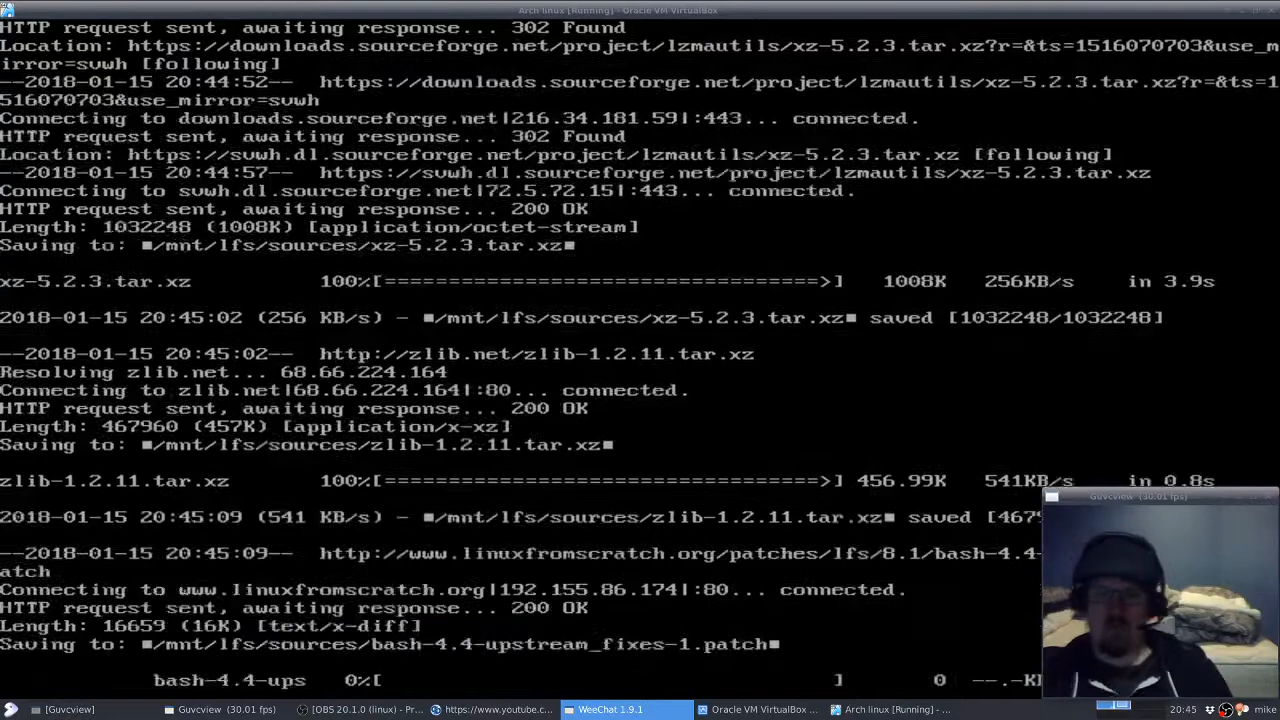 Arch linux [Running] - Oracle VM VirtualBox
HTTP request sent, awaiting response... 302 Found
Location: https://downloads.sourceforge.net/project/lzmautils/xz-5.2.3.tar.xz?r=&ts=1516070703&use_m
irror=svwh [following]
--2018-01-15 20:44:52-- https://downloads.sourceforge.net/project/lzmautils/xz-5.2.3.tar.xz?r=&ts=1
516070703&use_mirror=svwh
Connecting to downloads.sourceforge.net|216.34.181.59|:443... connected.
HTTP request sent, awaiting response... 302 Found
Location: https://svwh.dl.sourceforge.net/project/lzmautils/xz-5.2.3.tar.xz [following]
--2018-01-15 20:44:57-- https://svwh.dl.sourceforge.net/project/lzmautils/xz-5.2.3.tar.xz
Connecting to svwh.dl.sourceforge.net|72.5.72.15|:443... connected.
HTTP request sent, awaiting response... 200 OK
Length: 1032248 (1008K) [application/octet-stream]
Saving to: ■/mnt/lfs/sources/xz-5.2.3.tar.xz■
xz-5.2.3.tar.xz 100%[======================================>] 1008K 256KB/s in 3.9s
2018-01-15 20:45:02 (256 KB/s) - ■/mnt/lfs/sources/xz-5.2.3.tar.xz■ saved [1032248/1032248]
--2018-01-15 20:45:02-- http://zlib.net/zlib-1.2.11.tar.xz
Resolving zlib.net... 68.66.224.164
Connecting to zlib.net|68.66.224.164|:80... connected.
HTTP request sent, awaiting response... 200 OK
Length: 467960 (457K) [application/x-xz]
Saving to: ■/mnt/lfs/sources/zlib-1.2.11.tar.xz■
zlib-1.2.11.tar.xz 100%[======================================>] 456.99K 541KB/s in 0.8s
Guvcview (30.01 fps)
2018-01-15 20:45:09 (541 KB/s) - ■/mnt/lfs/sources/zlib-1.2.11.tar.xz■ saved [467
--2018-01-15 20:45:09-- http://www.linuxfromscratch.org/patches/lfs/8.1/bash-4.4-
atch
Connecting to www.linuxfromscratch.org|192.155.86.174|:80... connected.
HTTP request sent, awaiting response... 200 OK
Length: 16659 (16K) [text/x-diff]
Saving to: ■/mnt/lfs/sources/bash-4.4-upstream_fixes-1.patch■
bash-4.4-ups 0%[ ] 0 --.-K
[Guvcview] Guvcview (30.01 fps) [OBS 20.1.0 (linux) - Pr... https://www.youtube.c... WeeChat 1.9.1 Oracle VM VirtualBox ... Arch linux [Running] - ... 20:45 mike